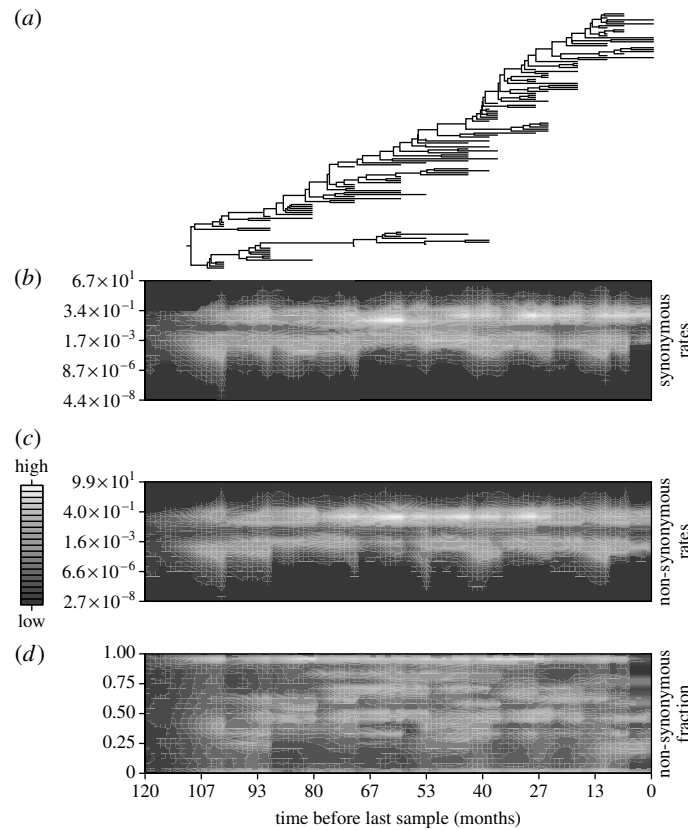 (a)
(b)
6.7×10¹
3.4×10⁻¹
1.7×10⁻³
8.7×10⁻⁶
4.4×10⁻⁸
synonymous
rates
(c)
high
low
9.9×10¹
4.0×10⁻¹
1.6×10⁻³
6.6×10⁻⁶
2.7×10⁻⁸
non-synonymous
rates
(d)
1.00
0.75
0.50
0.25
0
non-synonymous
fraction
120 107 93 80 67 53 40 27 13 0
time before last sample (months)